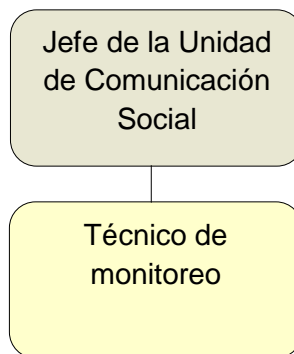 Jefe de la Unidad
de Comunicación
Social
Técnico de
monitoreo